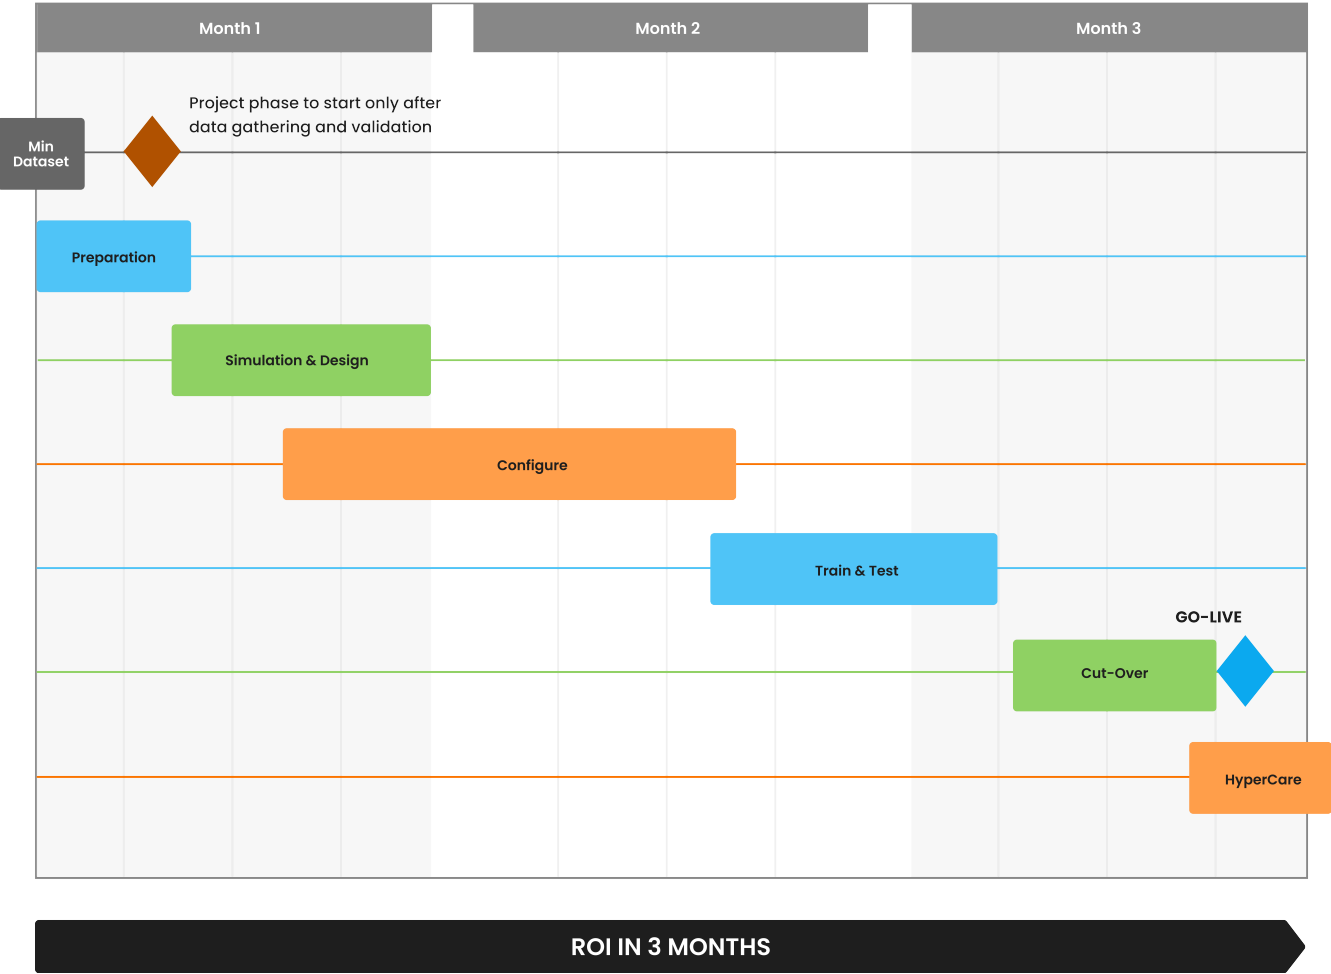 Month 1
Month 2
Month 3
Project phase to start only after
data gathering and validation
Min
Dataset
Preparation
Simulation & Design
Configure
Train & Test
GO-LIVE
Cut-Over
HyperCare
ROI IN 3 MONTHS